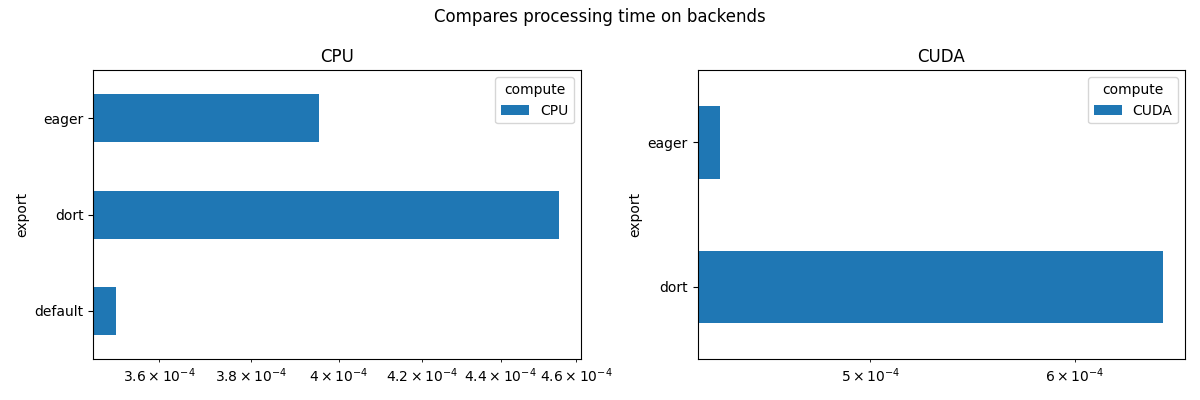 Compares processing time on backends
CPU
compute
CPU
eager
dort
default
export
3.6 × 10⁻⁴
3.8 × 10⁻⁴
4 × 10⁻⁴
4.2 × 10⁻⁴
4.4 × 10⁻⁴
4.6 × 10⁻⁴
CUDA
compute
CUDA
eager
dort
export
5 × 10⁻⁴
6 × 10⁻⁴